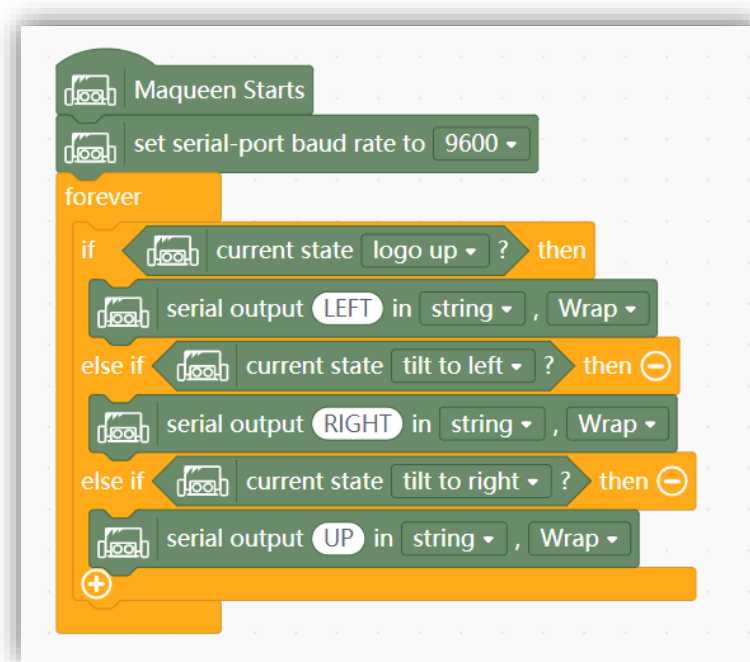 Maqueen Starts
set serial-port baud rate to 9600
forever
if current state logo up ? then
serial output LEFT in string , Wrap
else if current state tilt to left ? then
serial output RIGHT in string , Wrap
else if current state tilt to right ? then
serial output UP in string , Wrap